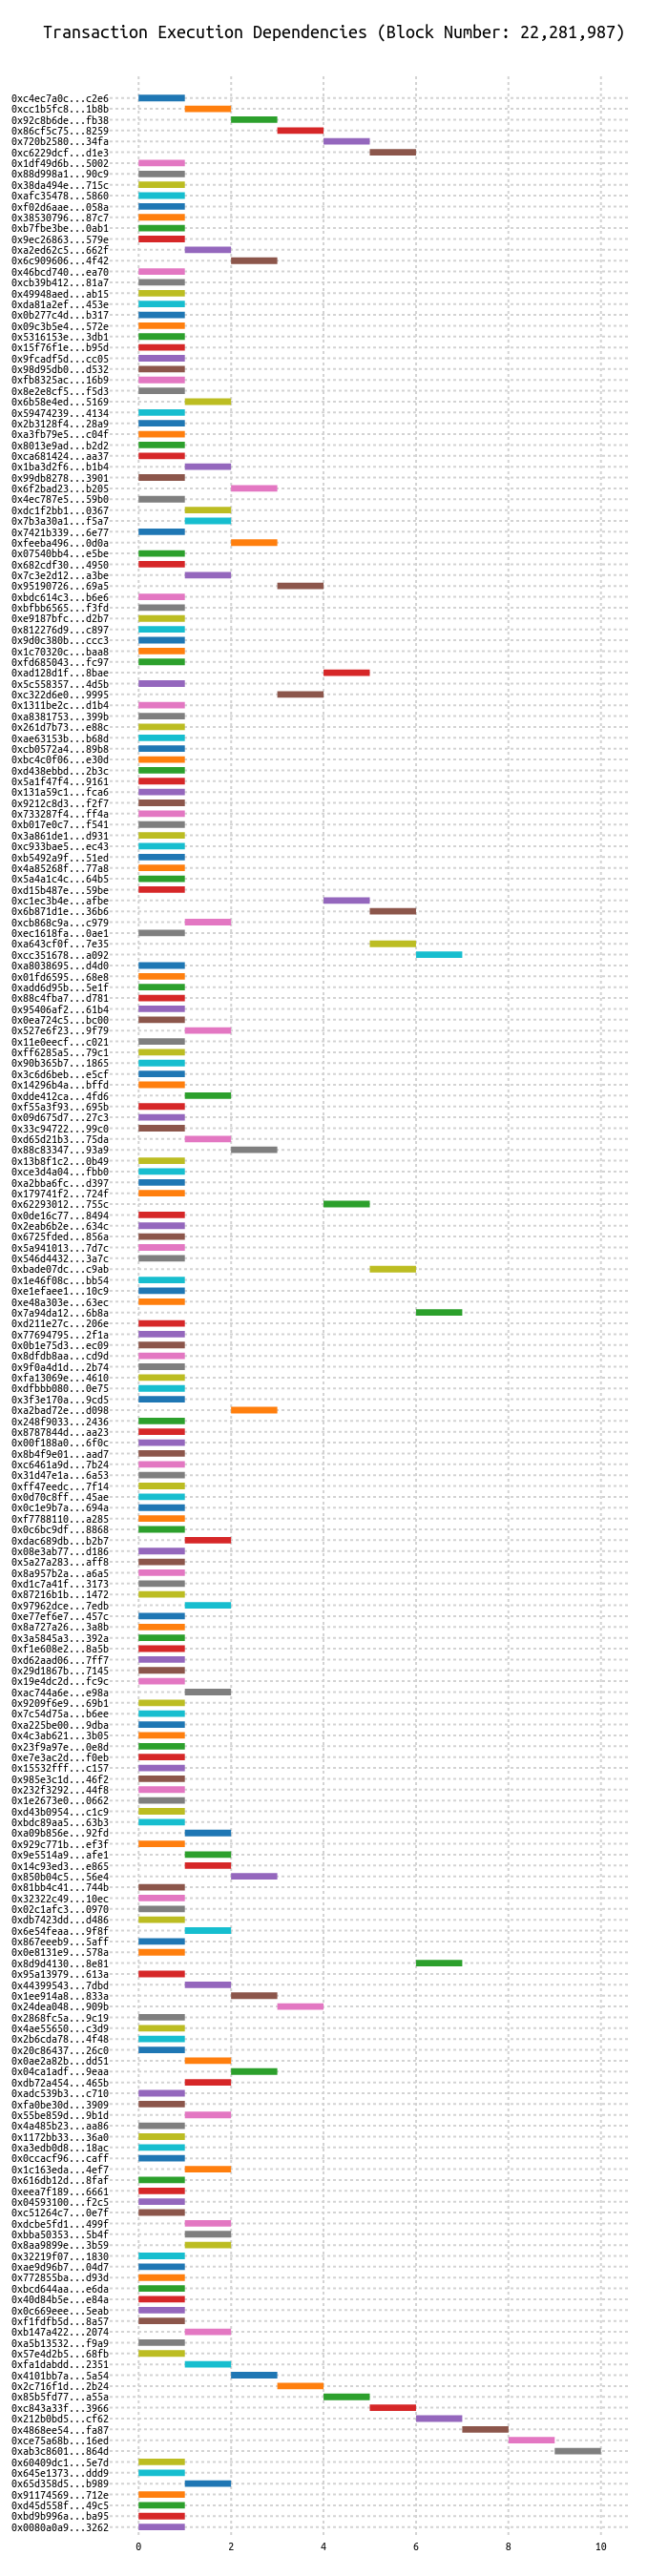 Transaction Execution Dependencies (Block Number: 22,281,987)
0xc4ec7a0c...c2e6
0xcc1b5fc8...1b8b
0x92c8b6de...fb38
0x86cf5c75...8259
0x720b2580...34fa
0xc6229dcf...d1e3
0x1df49d6b...5002
0x88d998a1...90c9
0x38da494e...715c
0xafc35478...5860
0xf02d6aae...058a
0x38530796...87c7
0xb7fbe3be...0ab1
0x9ec26863...579e
0xa2ed62c5...662f
0x6c909606...4f42
0x46bcd740...ea70
0xcb39b412...81a7
0x49948aed...ab15
0xda81a2ef...453e
0x0b277c4d...b317
0x09c3b5e4...572e
0x5316153e...3db1
0x15f76f1e...b95d
0x9fcadf5d...cc05
0x98d95db0...d532
0xfb8325ac...16b9
0x8e2e8cf5...f5d3
0x6b58e4ed...5169
0x59474239...4134
0x2b3128f4...28a9
0xa3fb79e5...c04f
0x8013e9ad...b2d2
0xca681424...aa37
0x1ba3d2f6...b1b4
0x99db8278...3901
0x6f2bad23...b205
0x4ec787e5...59b0
0xdc1f2bb1...0367
0x7b3a30a1...f5a7
0x7421b339...6e77
0xfeeba496...0d0a
0x07540bb4...e5be
0x682cdf30...4950
0x7c3e2d12...a3be
0x95190726...69a5
0xbdc614c3...b6e6
0xbfbb6565...f3fd
0xe9187bfc...d2b7
0x812276d9...c897
0x9d0c380b...ccc3
0x1c70320c...baa8
0xfd685043...fc97
0xad128d1f...8bae
0x5c558357...4d5b
0xc322d6e0...9995
0x1311be2c...d1b4
0xa8381753...399b
0x261d7b73...e88c
0xae63153b...b68d
0xcb0572a4...89b8
0xbc4c0f06...e30d
0xd438ebbd...2b3c
0x5a1f47f4...9161
0x131a59c1...fca6
0x9212c8d3...f2f7
0x733287f4...ff4a
0xb017e0c7...f541
0x3a861de1...d931
0xc933bae5...ec43
0xb5492a9f...51ed
0x4a85268f...77a8
0x5a4a1c4c...64b5
0xd15b487e...59be
0xc1ec3b4e...afbe
0x6b871d1e...36b6
0xcb868c9a...c979
0xec1618fa...0ae1
0xa643cf0f...7e35
0xcc351678...a092
0xa8038695...d4d0
0x01fd6595...68e8
0xadd6d95b...5e1f
0x88c4fba7...d781
0x95406af2...61b4
0x0ea724c5...bc00
0x527e6f23...9f79
0x11e0eecf...c021
0xff6285a5...79c1
0x90b365b7...1865
0x3c6d6beb...e5cf
0x14296b4a...bffd
0xdde412ca...4fd6
0xf55a3f93...695b
0x09d675d7...27c3
0x33c94722...99c0
0xd65d21b3...75da
0x88c83347...93a9
0x13b8f1c2...0b49
0xce3d4a04...fbb0
0xa2bba6fc...d397
0x179741f2...724f
0x62293012...755c
0x0de16c77...8494
0x2eab6b2e...634c
0x6725fded...856a
0x5a941013...7d7c
0x546d4432...3a7c
0xbade07dc...c9ab
0x1e46f08c...bb54
0xe1efaee1...10c9
0xe48a303e...63ec
0x7a94da12...6b8a
0xd211e27c...206e
0x77694795...2f1a
0x0b1e75d3...ec09
0x8dfdb8aa...cd9d
0x9f0a4d1d...2b74
0xfa13069e...4610
0xdfbbb080...0e75
0x3f3e170a...9cd5
0xa2bad72e...d098
0x248f9033...2436
0x8787844d...aa23
0x00f188a0...6f0c
0x8b4f9e01...aad7
0xc6461a9d...7b24
0x31d47e1a...6a53
0xff47eedc...7f14
0x0d70c8ff...45ae
0x0c1e9b7a...694a
0xf7788110...a285
0x0c6bc9df...8868
0xdac689db...b2b7
0x08e3ab77...d186
0x5a27a283...aff8
0x8a957b2a...a6a5
0xd1c7a41f...3173
0x87216b1b...1472
0x97962dce...7edb
0xe77ef6e7...457c
0x8a727a26...3a8b
0x3a5845a3...392a
0xf1e608e2...8a5b
0xd62aad06...7ff7
0x29d1867b...7145
0x19e4dc2d...fc9c
0xac744a6e...e98a
0x9209f6e9...69b1
0x7c54d75a...b6ee
0xa225be00...9dba
0x4c3ab621...3b05
0x23f9a97e...0e8d
0xe7e3ac2d...f0eb
0x15532fff...c157
0x985e3c1d...46f2
0x232f3292...44f8
0x1e2673e0...0662
0xd43b0954...c1c9
0xbdc89aa5...63b3
0xa09b856e...92fd
0x929c771b...ef3f
0x9e5514a9...afe1
0x14c93ed3...e865
0x850b04c5...56e4
0x81bb4c41...744b
0x32322c49...10ec
0x02c1afc3...0970
0xdb7423dd...d486
0x6e54feaa...9f8f
0x867eeeb9...5aff
0x0e8131e9...578a
0x8d9d4130...8e81
0x95a13979...613a
0x44399543...7dbd
0x1ee914a8...833a
0x24dea048...909b
0x2868fc5a...9c19
0x4ae55650...c3d9
0x2b6cda78...4f48
0x20c86437...26c0
0x0ae2a82b...dd51
0x04ca1adf...9eaa
0xdb72a454...465b
0xadc539b3...c710
0xfa0be30d...3909
0x55be859d...9b1d
0x4a485b23...aa86
0x1172bb33...36a0
0xa3edb0d8...18ac
0x0ccacf96...caff
0x1c163eda...4ef7
0x616db12d...8faf
0xeea7f189...6661
0x04593100...f2c5
0xc51264c7...0e7f
0xdcbe5fd1...499f
0xbba50353...5b4f
0x8aa9899e...3b59
0x32219f07...1830
0xae9d96b7...04d7
0x772855ba...d93d
0xbcd644aa...e6da
0x40d84b5e...e84a
0x0c669eee...5eab
0xf1fdfb5d...8a57
0xb147a422...2074
0xa5b13532...f9a9
0x57e4d2b5...68fb
0xfa1dabdd...2351
0x4101bb7a...5a54
0x2c716f1d...2b24
0x85b5fd77...a55a
0xc843a33f...3966
0x212b0bd5...cf62
0x4868ee54...fa87
0xce75a68b...16ed
0xab3c8601...864d
0x60409dc1...5e7d
0x645e1373...ddd9
0x65d358d5...b989
0x91174569...712e
0xd45d558f...49c5
0xbd9b996a...ba95
0x0080a0a9...3262
0 2 4 6 8 10